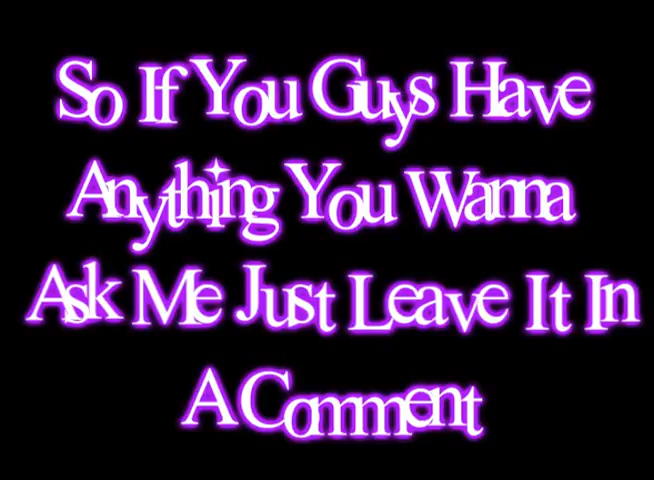 So If You Guys Have
Anything You Wanna
Ask Me Just Leave It In
A Comment